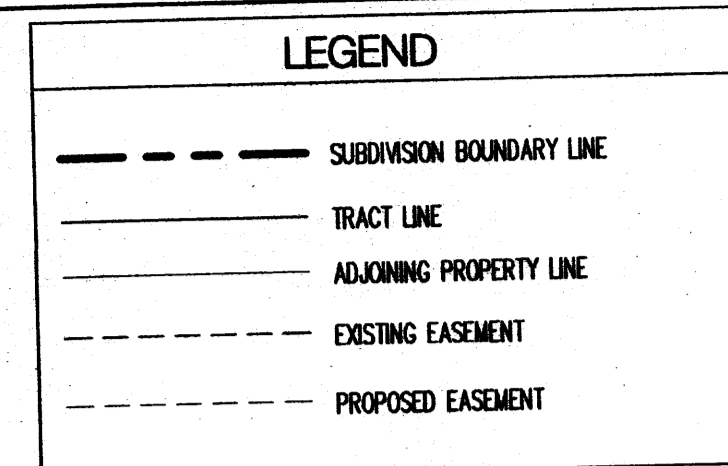 LEGEND
SUBDIVISION BOUNDARY LINE
TRACT LINE
ADJOINING PROPERTY LINE
EXISTING EASEMENT
PROPOSED EASEMENT